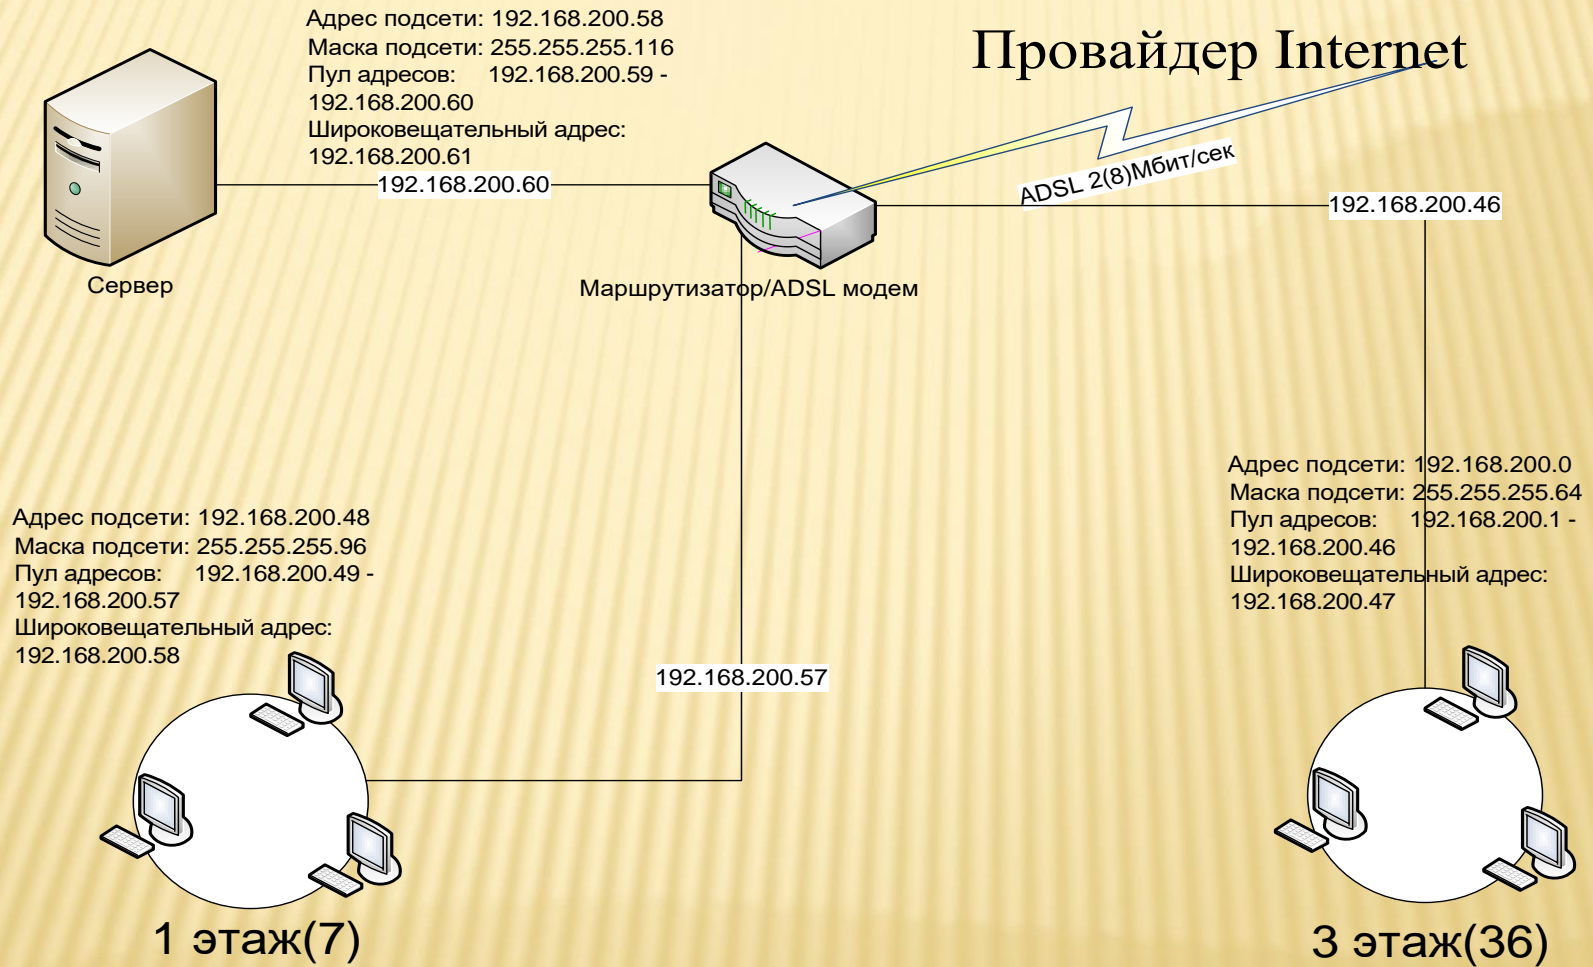 Адрес подсети: 192.168.200.58
Маска подсети: 255.255.255.116
Пул адресов: 192.168.200.59 -
192.168.200.60
Широковещательный адрес:
192.168.200.61
Провайдер Internet
ADSL 2(8)Мбит/сек
192.168.200.60
192.168.200.46
Сервер
Маршрутизатор/ADSL модем
Адрес подсети: 192.168.200.0
Маска подсети: 255.255.255.64
Пул адресов: 192.168.200.1 -
192.168.200.46
Широковещательный адрес:
192.168.200.47
Адрес подсети: 192.168.200.48
Маска подсети: 255.255.255.96
Пул адресов: 192.168.200.49 -
192.168.200.57
Широковещательный адрес:
192.168.200.58
192.168.200.57
1 этаж(7)
3 этаж(36)